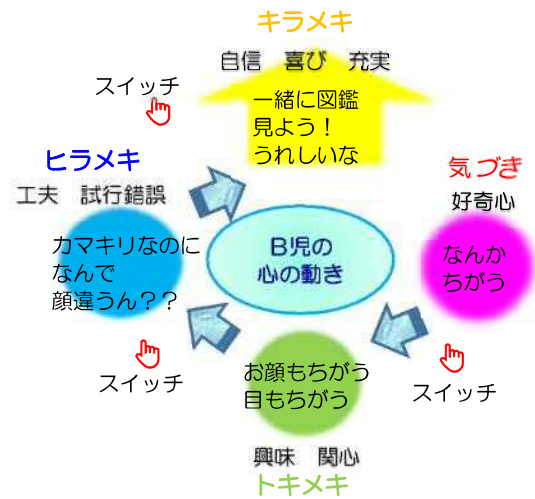 キラメキ
自信　喜び　充実
スイッチ
一緒に図鑑
見よう！
うれしいな
ヒラメキ
工夫　試行錯誤
気づき
好奇心
カマキリなのに
なんで
顔違うん？？
B児の
心の動き
なんか
ちがう
スイッチ
お顔もちがう
目もちがう
スイッチ
興味　関心
トキメキ